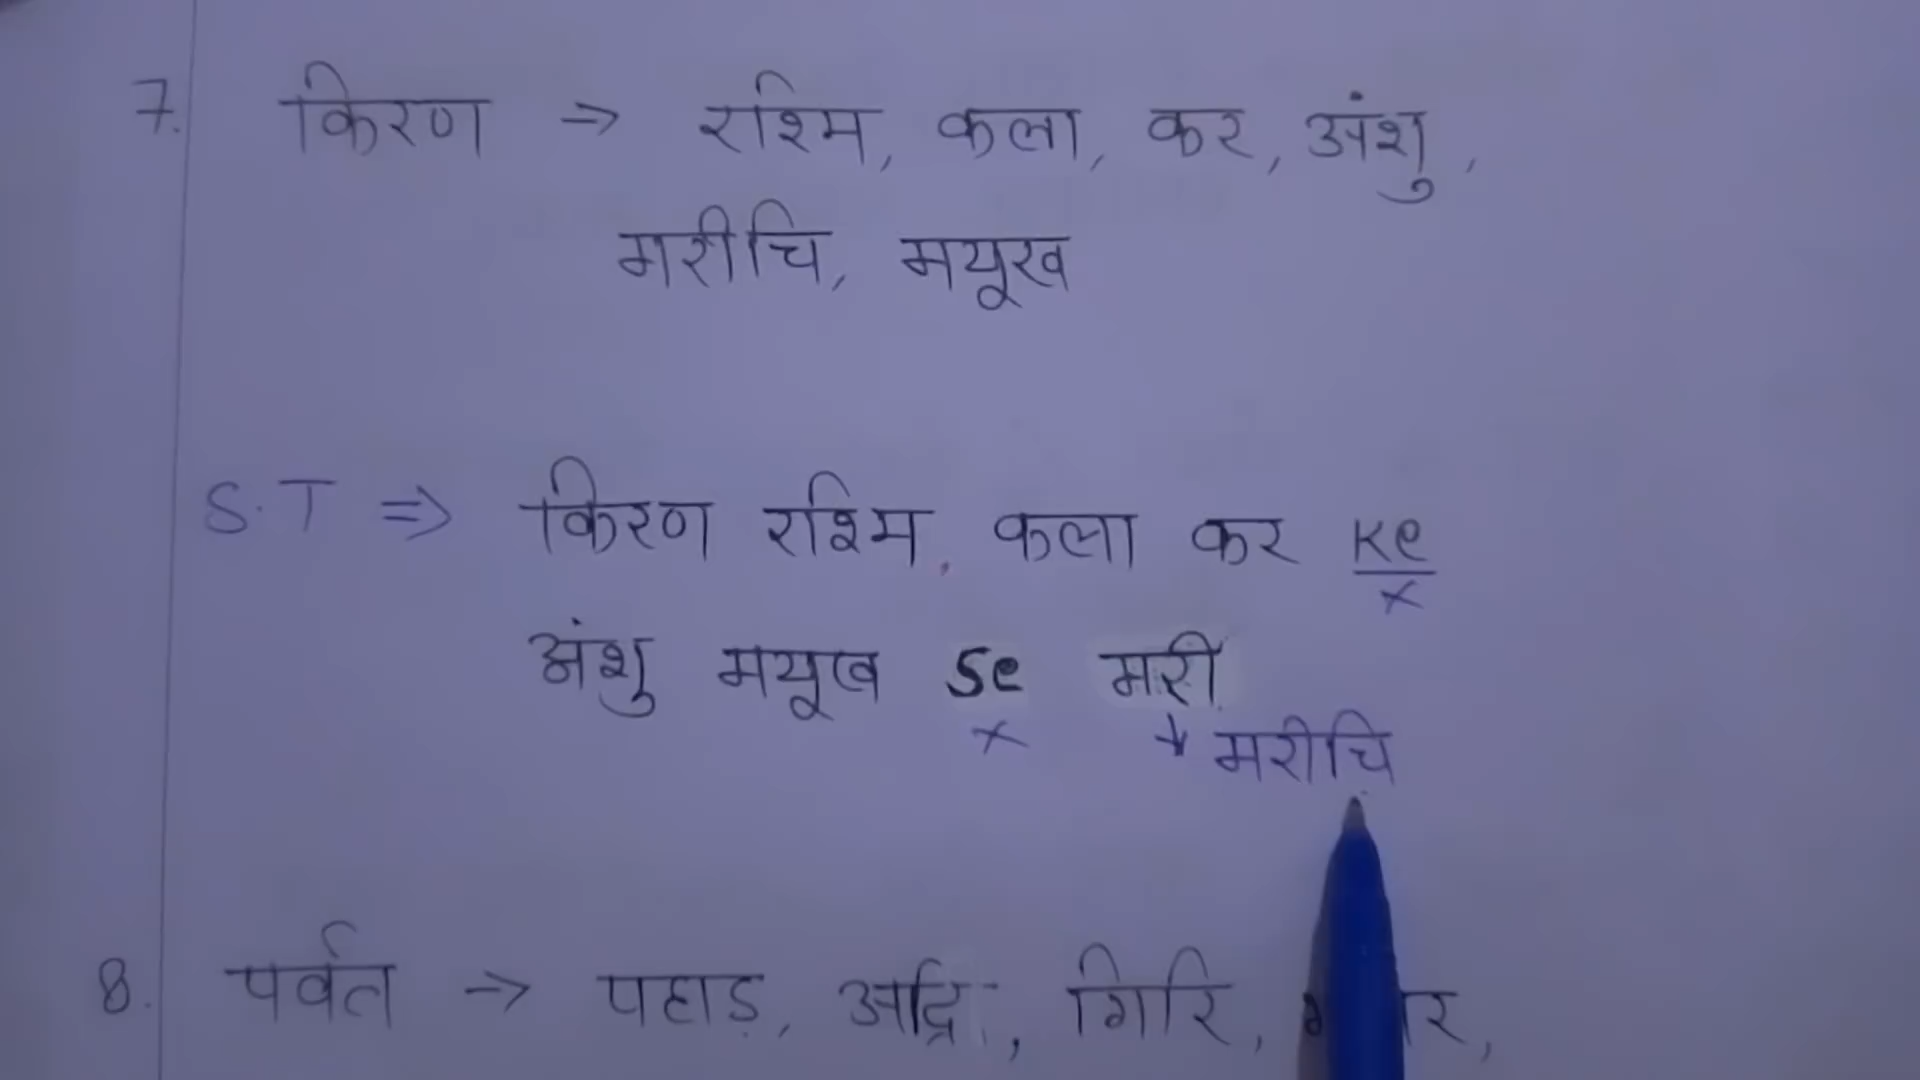 7. किरण → रश्मि, कला, कर, अंशु,
मरीचि, मयूख
S.T ⇒ किरण रश्मि. कला कर Ke
x
अंशु मयूख Se मरी
x ↓ मरीचि
8. पर्वत → पहाड़, अद्रि, गिरि,